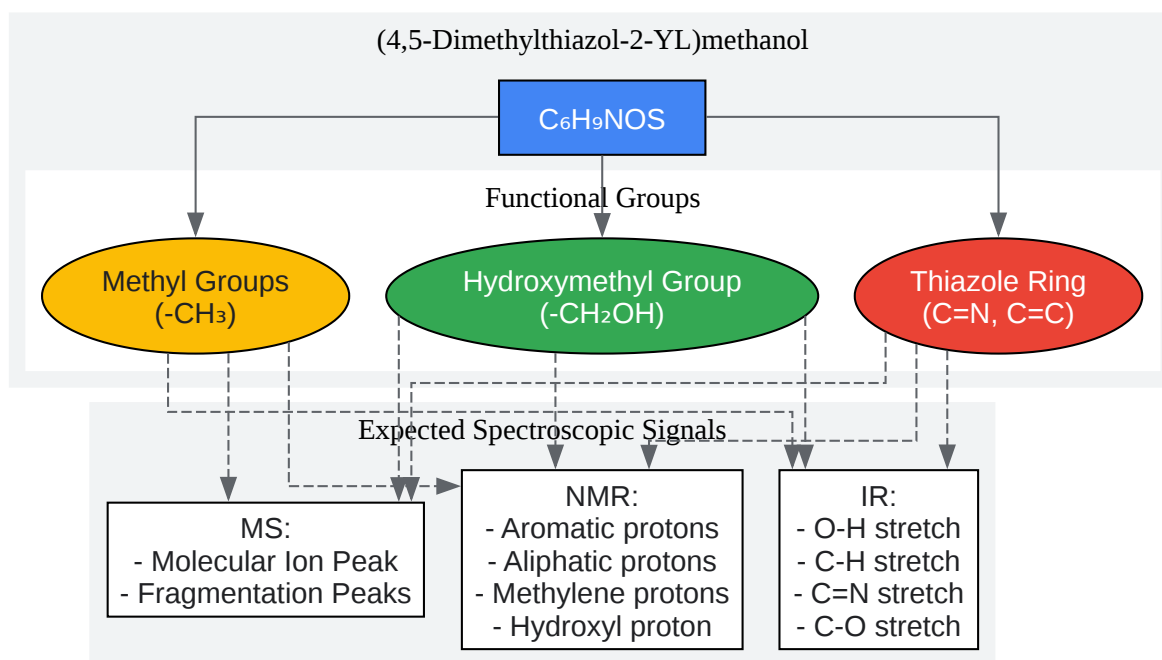 (4,5-Dimethylthiazol-2-YL)methanol
C₆H₉NOS
Functional Groups
Methyl Groups
(-CH₃)
Hydroxymethyl Group
(-CH₂OH)
Thiazole Ring
(C=N, C=C)
Expected Spectroscopic Signals
MS:
- Molecular Ion Peak
- Fragmentation Peaks
NMR:
- Aromatic protons
- Aliphatic protons
- Methylene protons
- Hydroxyl proton
IR:
- O-H stretch
- C-H stretch
- C=N stretch
- C-O stretch